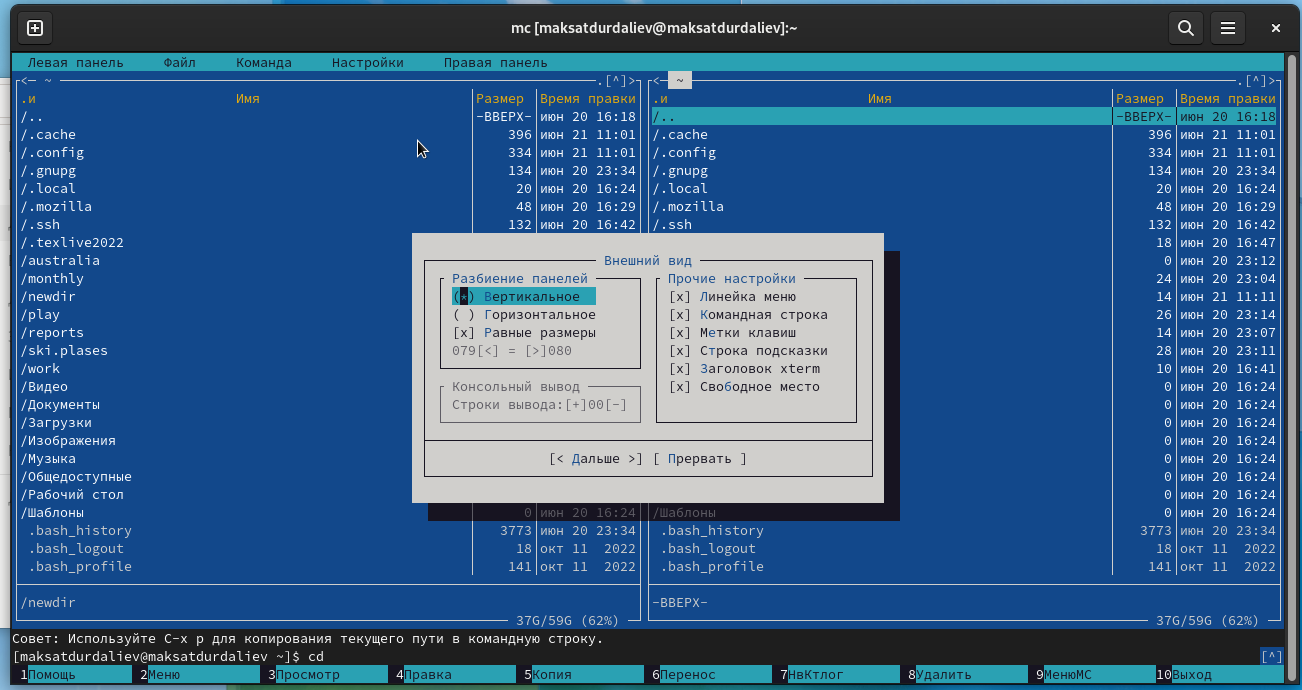 mc [maksatdurdaliev@maksatdurdaliev]:~
Левая панель Файл Команда Настройки Правая панель
<─ ~ .[^]> <─ ~ .[^]>
.и Имя Размер Время правки .и Имя Размер Время правки
/.. -ВВЕРХ- июн 20 16:18 /.. -ВВЕРХ- июн 20 16:18
/.cache 396 июн 21 11:01 /.cache 396 июн 21 11:01
/.config 334 июн 21 11:01 /.config 334 июн 21 11:01
/.gnupg 134 июн 20 23:34 /.gnupg 134 июн 20 23:34
/.local 20 июн 20 16:24 /.local 20 июн 20 16:24
/.mozilla 48 июн 20 16:29 /.mozilla 48 июн 20 16:29
/.ssh 132 июн 20 16:42 /.ssh 132 июн 20 16:42
/.texlive2022 18 июн 20 16:47
/australia Внешний вид 0 июн 20 23:12
/monthly Разбиение панелей Прочие настройки 24 июн 20 23:04
/newdir (*) Вертикальное [x] Линейка меню 14 июн 21 11:11
/play ( ) Горизонтальное [x] Командная строка 26 июн 20 23:14
/reports [x] Равные размеры [x] Метки клавиш 14 июн 20 23:07
/ski.plases 079[<] = [>]080 [x] Строка подсказки 28 июн 20 23:11
/work [x] Заголовок xterm 10 июн 20 16:41
/Видео Консольный вывод [x] Свободное место 0 июн 20 16:24
/Документы Строки вывода:[+]00[-] 0 июн 20 16:24
/Загрузки 0 июн 20 16:24
/Изображения 0 июн 20 16:24
/Музыка [< Дальше >] [ Прервать ] 0 июн 20 16:24
/Общедоступные 0 июн 20 16:24
/Рабочий стол 0 июн 20 16:24
/Шаблоны 0 июн 20 16:24 /Шаблоны 0 июн 20 16:24
.bash_history 3773 июн 20 23:34 .bash_history 3773 июн 20 23:34
.bash_logout 18 окт 11 2022 .bash_logout 18 окт 11 2022
.bash_profile 141 окт 11 2022 .bash_profile 141 окт 11 2022
/newdir -ВВЕРХ-
37G/59G (62%) 37G/59G (62%)
Совет: Используйте C-x p для копирования текущего пути в командную строку.
[maksatdurdaliev@maksatdurdaliev ~]$ cd [^]
1Помощь 2Меню 3Просмотр 4Правка 5Копия 6Перенос 7НвКтлог 8Удалить 9МенюМС 10Выход